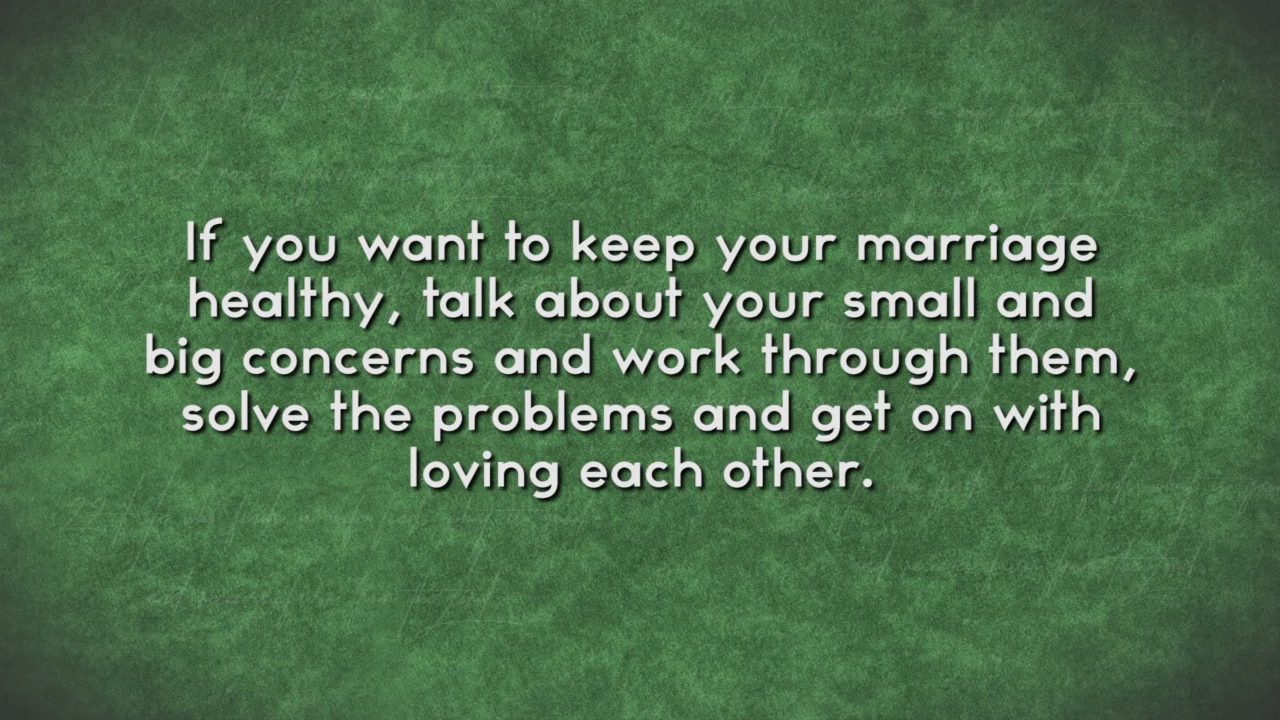 If you want to keep your marriage
healthy, talk about your small and
big concerns and work through them,
solve the problems and get on with
loving each other.